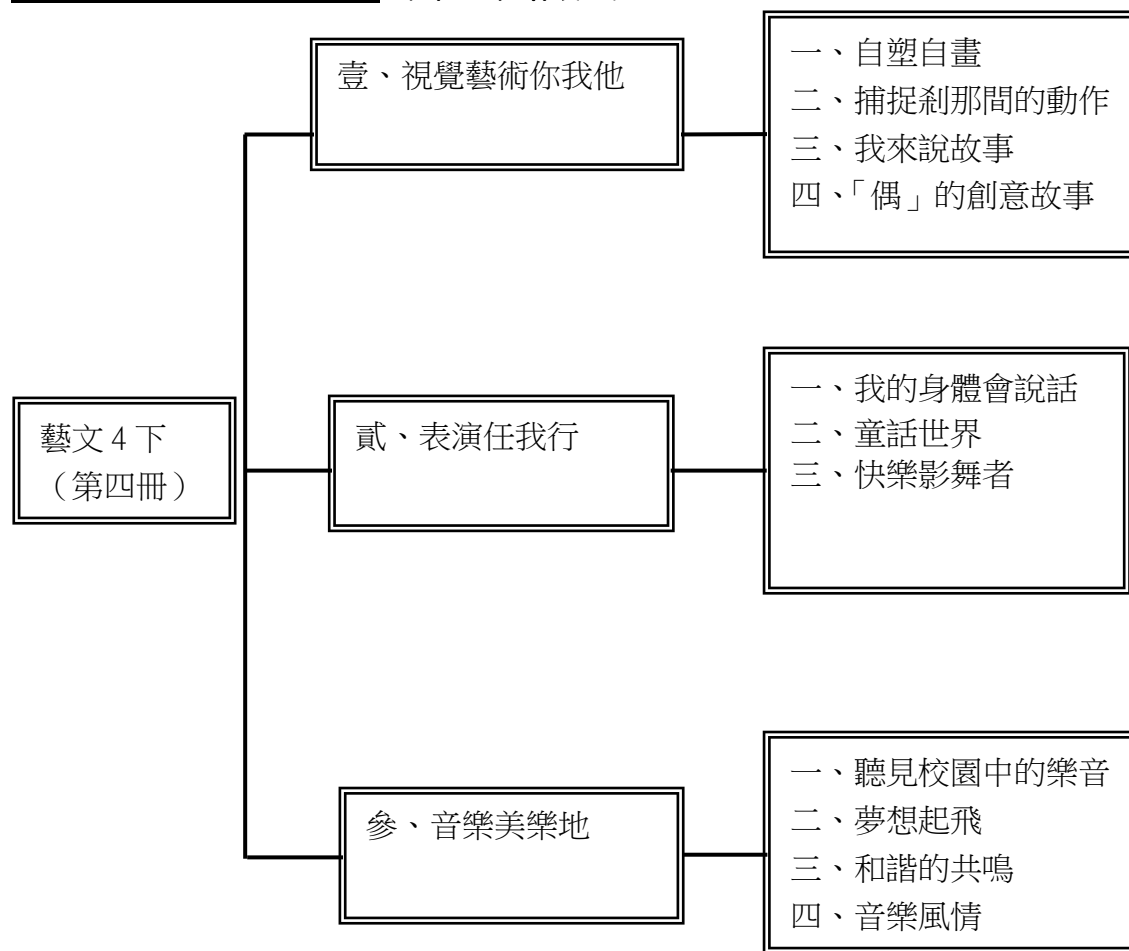 壹、視覺藝術你我他
一、自塑自畫
二、捕捉剎那間的動作
三、我來說故事
四、「偶」的創意故事
藝文4下
（第四冊）
貳、表演任我行
一、我的身體會說話
二、童話世界
三、快樂影舞者
參、音樂美樂地
一、聽見校園中的樂音
二、夢想起飛
三、和諧的共鳴
四、音樂風情